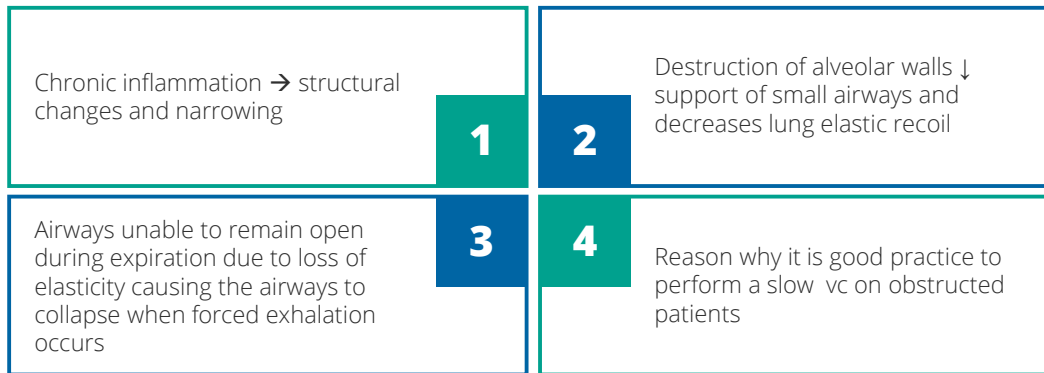 Chronic inflammation → structural
changes and narrowing
1
Destruction of alveolar walls ↓
support of small airways and
decreases lung elastic recoil
2
Airways unable to remain open
during expiration due to loss of
elasticity causing the airways to
collapse when forced exhalation
occurs
3
Reason why it is good practice to
perform a slow  vc on obstructed
patients
4